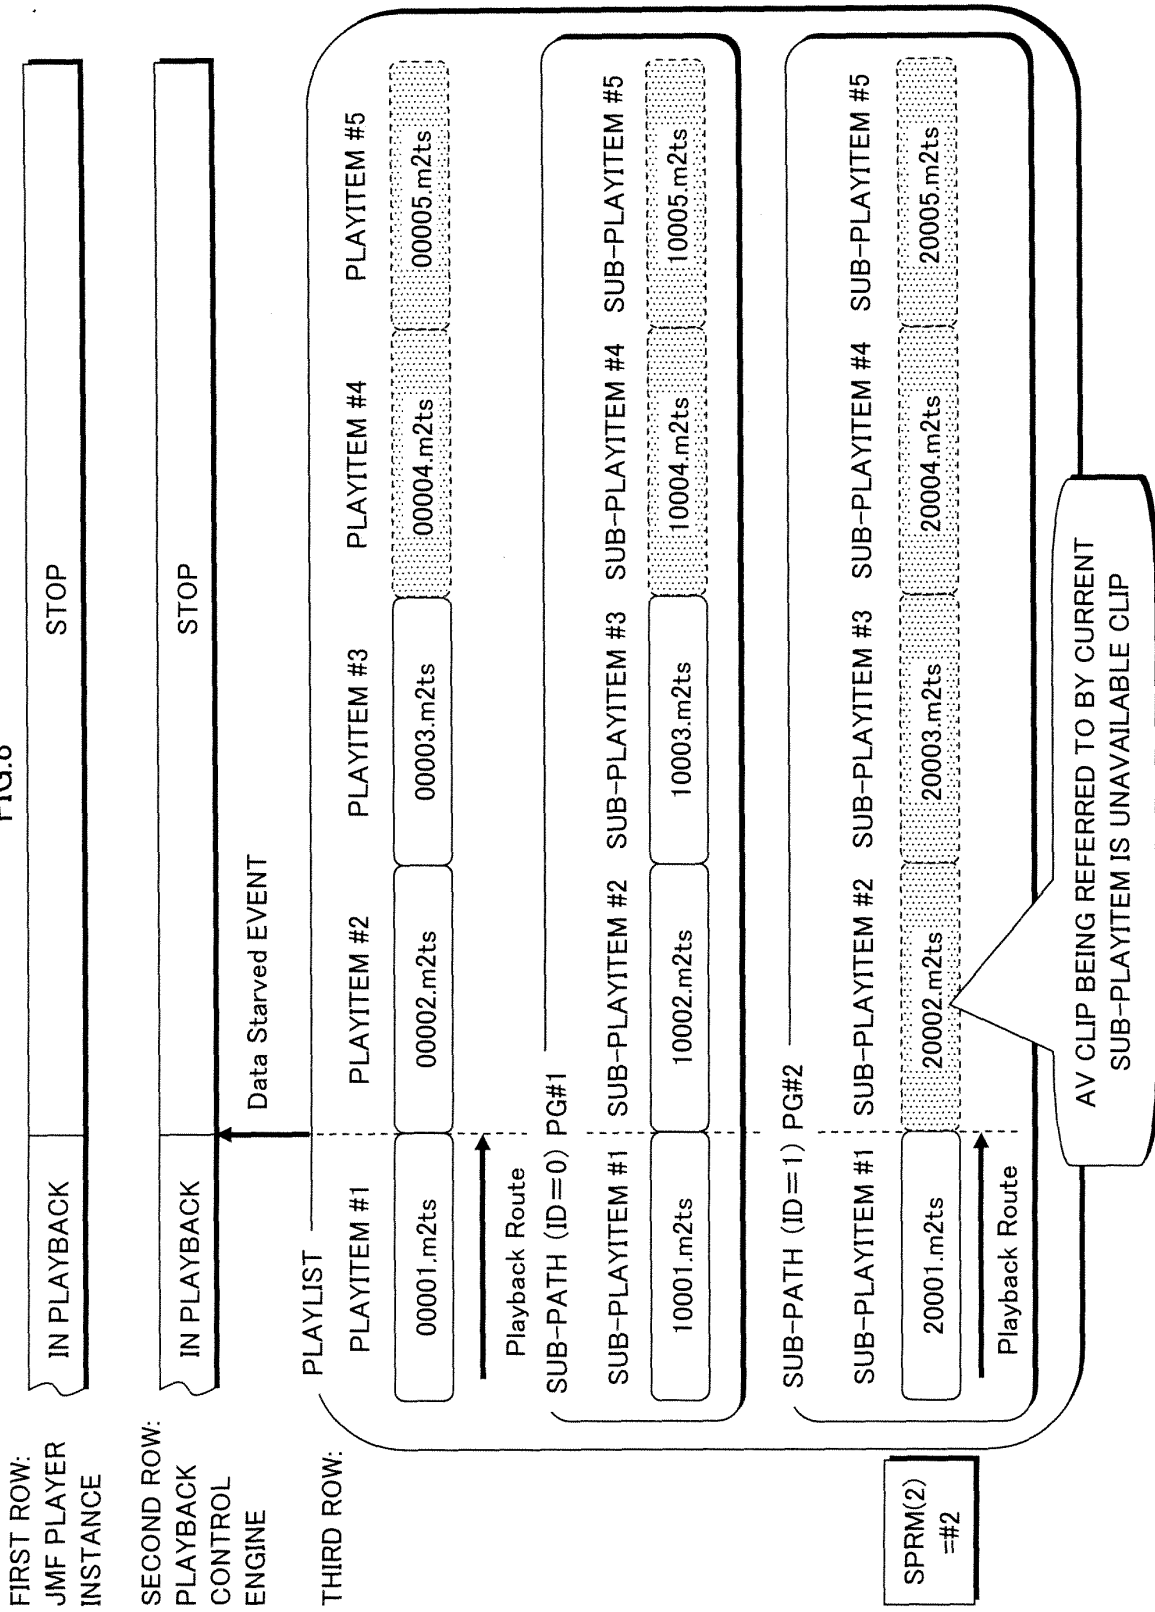 FIG.6
FIRST ROW:
JMF PLAYER
INSTANCE
IN PLAYBACK
STOP
SECOND ROW:
PLAYBACK
CONTROL
ENGINE
IN PLAYBACK
STOP
Data Starved EVENT
THIRD ROW:
PLAYLIST
PLAYITEM #1
PLAYITEM #2
PLAYITEM #3
PLAYITEM #4
PLAYITEM #5
00001.m2ts
00002.m2ts
00003.m2ts
00004.m2ts
00005.m2ts
Playback Route
SUB-PATH (ID=0) PG#1
SUB-PLAYITEM #1
SUB-PLAYITEM #2
SUB-PLAYITEM #3
SUB-PLAYITEM #4
SUB-PLAYITEM #5
10001.m2ts
10002.m2ts
10003.m2ts
10004.m2ts
10005.m2ts
SUB-PATH (ID=1) PG#2
SUB-PLAYITEM #1
SUB-PLAYITEM #2
SUB-PLAYITEM #3
SUB-PLAYITEM #4
SUB-PLAYITEM #5
SPRM(2)
=#2
20001.m2ts
20002.m2ts
20003.m2ts
20004.m2ts
20005.m2ts
Playback Route
AV CLIP BEING REFERRED TO BY CURRENT
SUB-PLAYITEM IS UNAVAILABLE CLIP